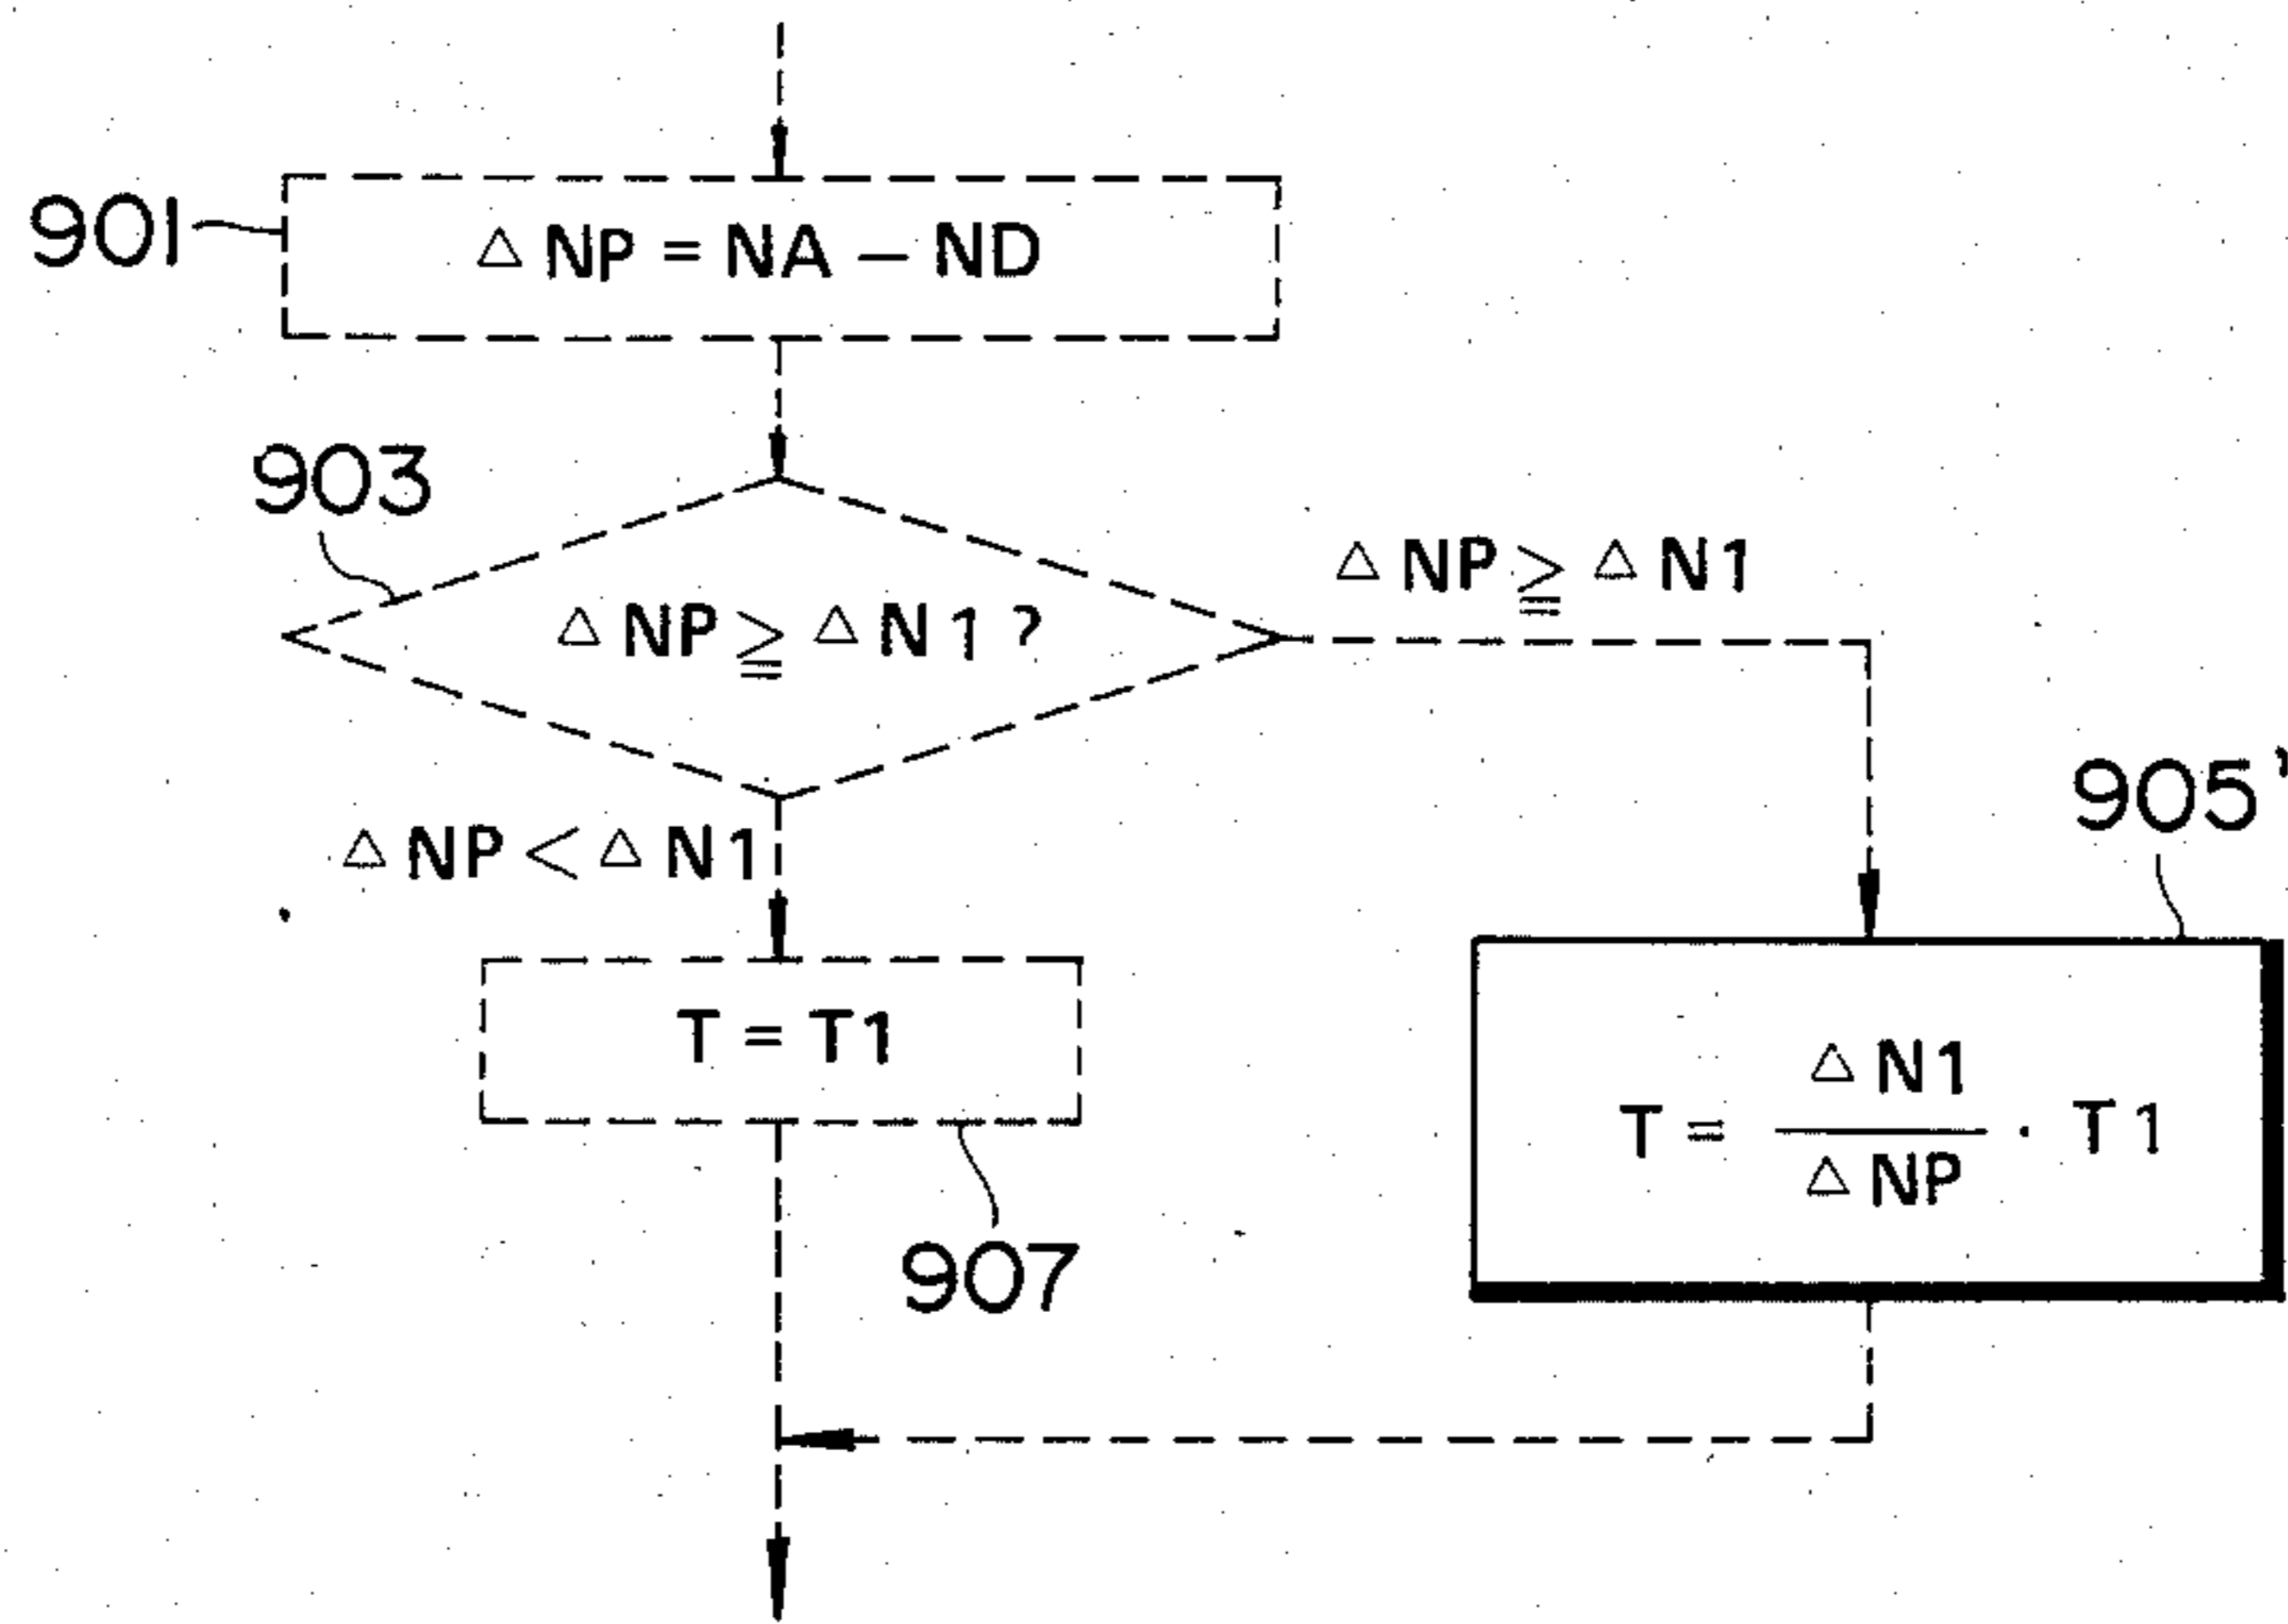 901
△NP = NA − ND
903
△NP ≧ △N1
△NP ≧ △N1 ?
905'
△NP < △N1
T = T1
△N1
T = ― · T1
△NP
907